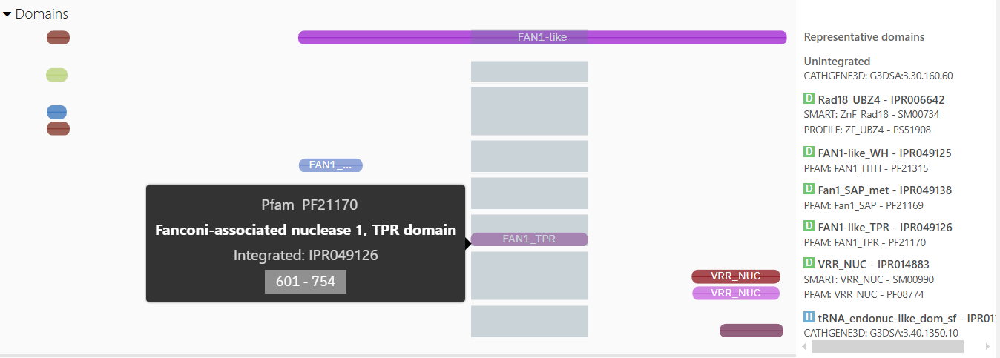 Domains
FAN1-like
FAN1_...
Pfam PF21170
Fanconi-associated nuclease 1, TPR domain
Integrated: IPR049126
601 - 754
FAN1_TPR
VRR_NUC
VRR_NUC
Representative domains
Unintegrated
CATHGENE3D: G3DSA:3.30.160.60
D Rad18_UBZ4 - IPR006642
SMART: ZnF_Rad18 - SM00734
PROFILE: ZF_UBZ4 - PS51908
D FAN1-like_WH - IPR049125
PFAM: FAN1_HTH - PF21315
D Fan1_SAP_met - IPR049138
PFAM: Fan1_SAP - PF21169
D FAN1-like_TPR - IPR049126
PFAM: FAN1_TPR - PF21170
D VRR_NUC - IPR014883
SMART: VRR_NUC - SM00990
PFAM: VRR_NUC - PF08774
H tRNA_endonuc-like_dom_sf - IPR01
CATHGENE3D: G3DSA:3.40.1350.10